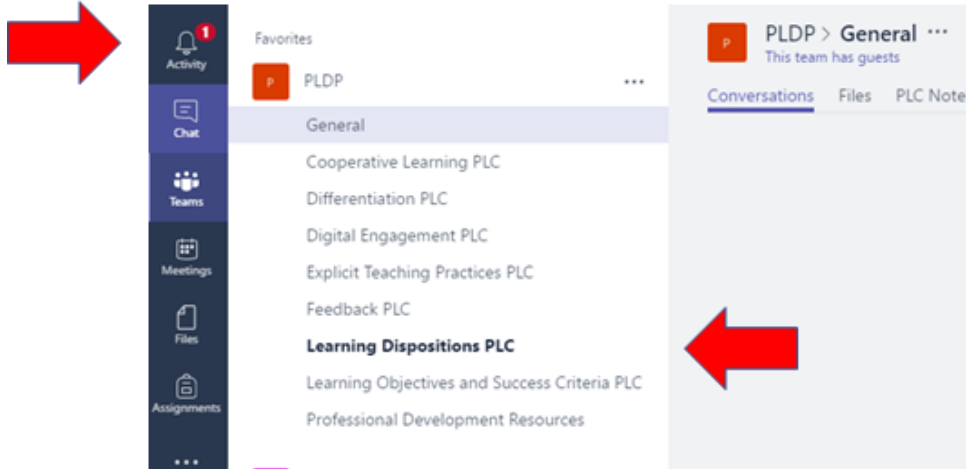 1
Activity
Chat
Teams
Meetings
Files
Assignments
...
Favorites
P
PLDP
...
General
Cooperative Learning PLC
Differentiation PLC
Digital Engagement PLC
Explicit Teaching Practices PLC
Feedback PLC
Learning Dispositions PLC
Learning Objectives and Success Criteria PLC
Professional Development Resources
P
PLDP > General ...
This team has guests
Conversations Files PLC Note